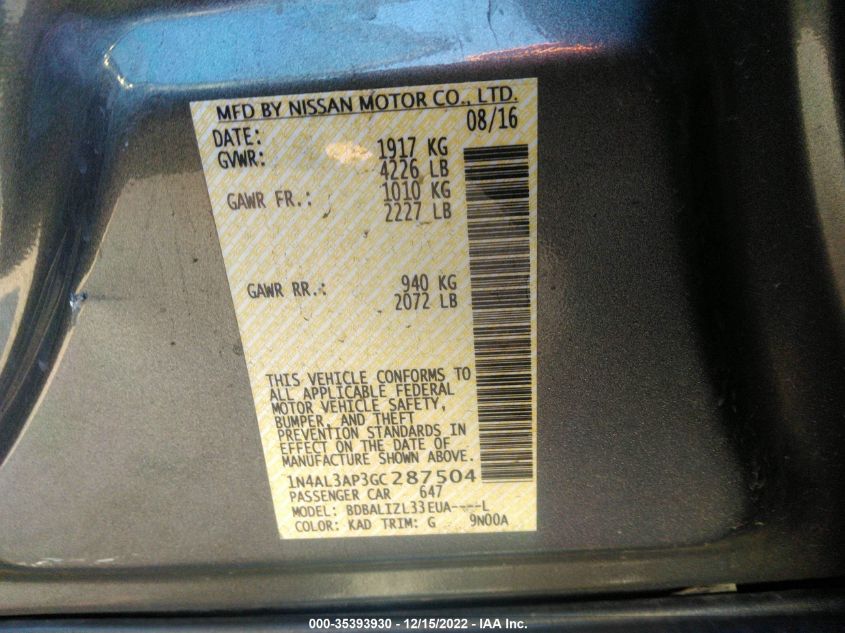 MFD BY NISSAN MOTOR CO., LTD.
DATE: 08/16
GVWR: 1917 KG
4226 LB
GAWR FR.: 1010 KG
2227 LB
GAWR RR.: 940 KG
2072 LB
THIS VEHICLE CONFORMS TO
ALL APPLICABLE FEDERAL
MOTOR VEHICLE SAFETY,
BUMPER, AND THEFT
PREVENTION STANDARDS IN
EFFECT ON THE DATE OF
MANUFACTURE SHOWN ABOVE.
1N4AL3AP3GC287504
PASSENGER CAR 647
MODEL: BDBALIZL33EUA----L
COLOR: KAD TRIM: G 9N00A
000-35393930 - 12/15/2022 - IAA Inc.